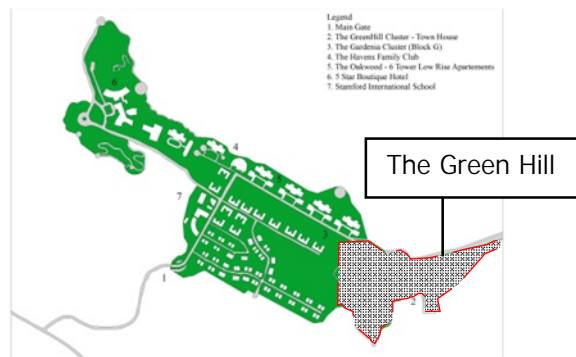 Legend
1. Main Gate
2. The GreenHill Cluster - Town House
3. The Gardenia Cluster (Block G)
4. The Havens Family Club
5. The Oakwood - 6 Tower Low Rise Apartements
6. 5 Star Boutique Hotel
7. Stamford International School
The Green Hill
6
4
5
7
3
1
2